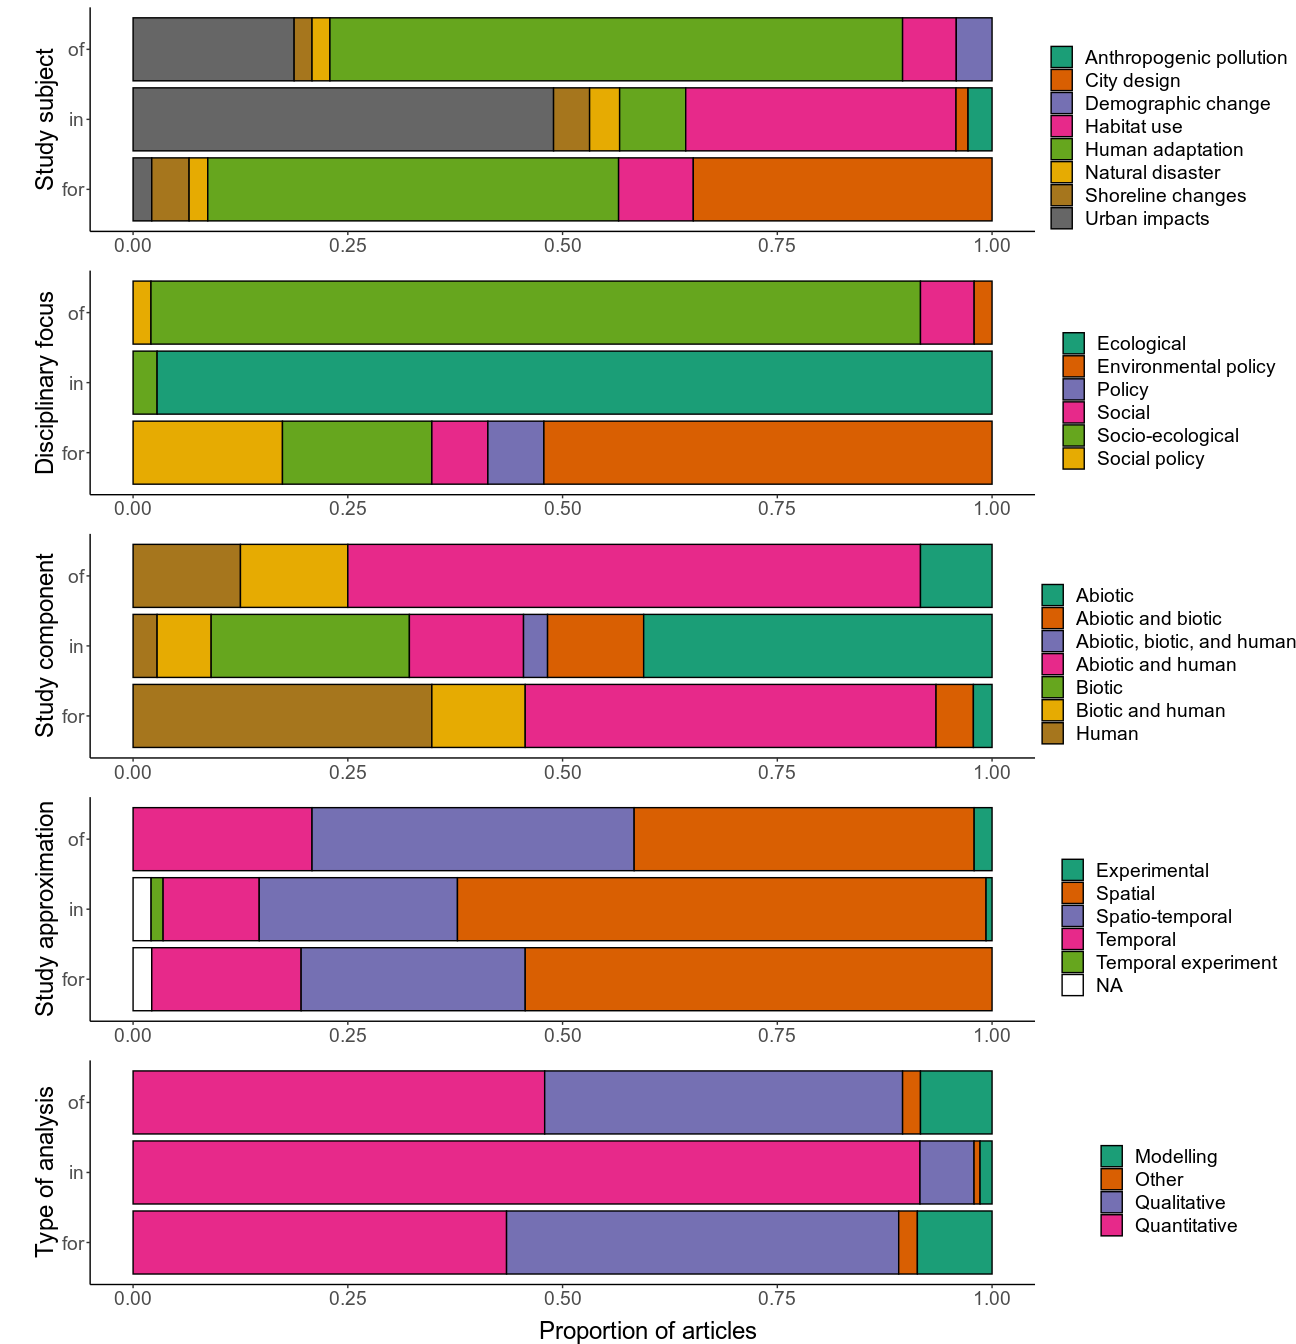 Study subject
of
in
for
0.00 0.25 0.50 0.75 1.00
Anthropogenic pollution
City design
Demographic change
Habitat use
Human adaptation
Natural disaster
Shoreline changes
Urban impacts
Disciplinary focus
of
in
for
0.00 0.25 0.50 0.75 1.00
Ecological
Environmental policy
Policy
Social
Socio-ecological
Social policy
Study component
of
in
for
0.00 0.25 0.50 0.75 1.00
Abiotic
Abiotic and biotic
Abiotic, biotic, and human
Abiotic and human
Biotic
Biotic and human
Human
Study approximation
of
in
for
0.00 0.25 0.50 0.75 1.00
Experimental
Spatial
Spatio-temporal
Temporal
Temporal experiment
NA
Type of analysis
of
in
for
0.00 0.25 0.50 0.75 1.00
Modelling
Other
Qualitative
Quantitative
Proportion of articles